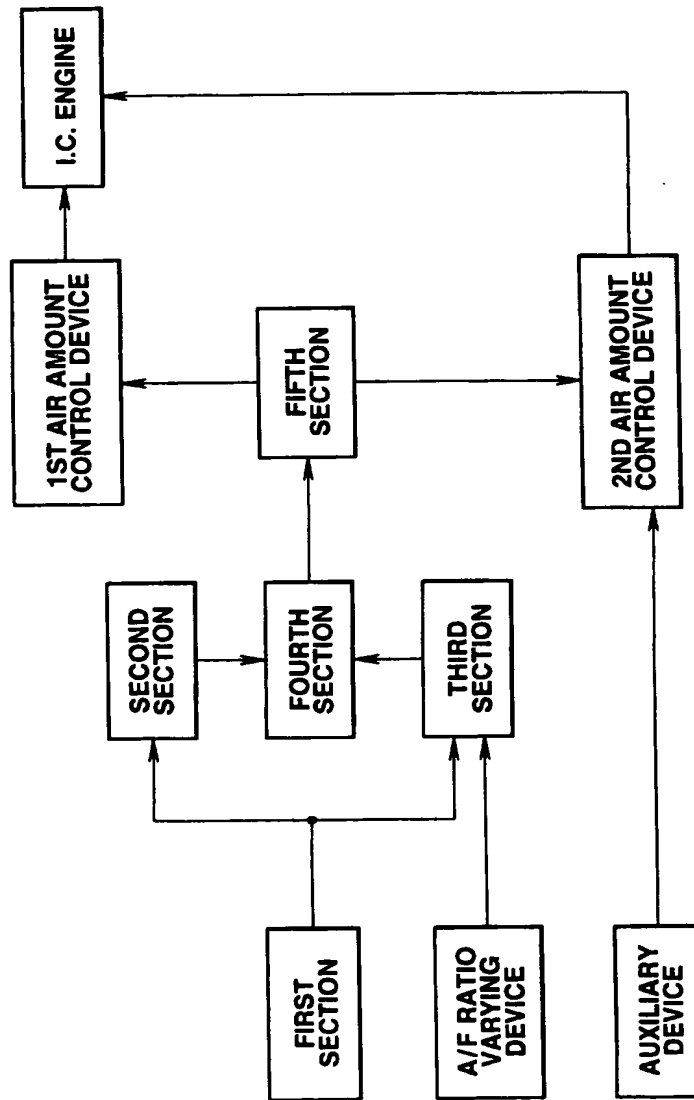 FIRST
SECTION
A/F RATIO
VARYING
DEVICE
AUXILIARY
DEVICE
SECOND
SECTION
FOURTH
SECTION
THIRD
SECTION
FIFTH
SECTION
1ST AIR AMOUNT
CONTROL DEVICE
2ND AIR AMOUNT
CONTROL DEVICE
I.C. ENGINE